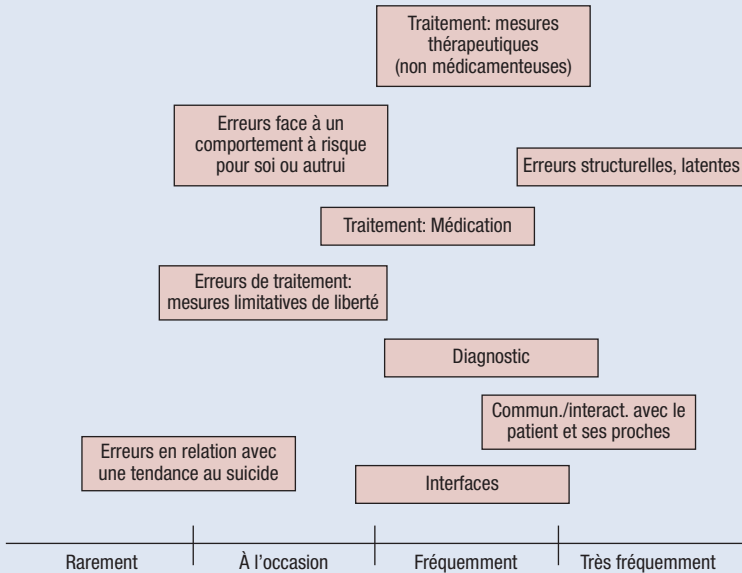 Traitement: mesures
thérapeutiques
(non médicamenteuses)
Erreurs face à un
comportement à risque
pour soi ou autrui
Erreurs structurelles, latentes
Traitement: Médication
Erreurs de traitement:
mesures limitatives de liberté
Diagnostic
Commun./interact. avec le
patient et ses proches
Erreurs en relation avec
une tendance au suicide
Interfaces
Rarement
À l’occasion
Fréquemment
Très fréquemment